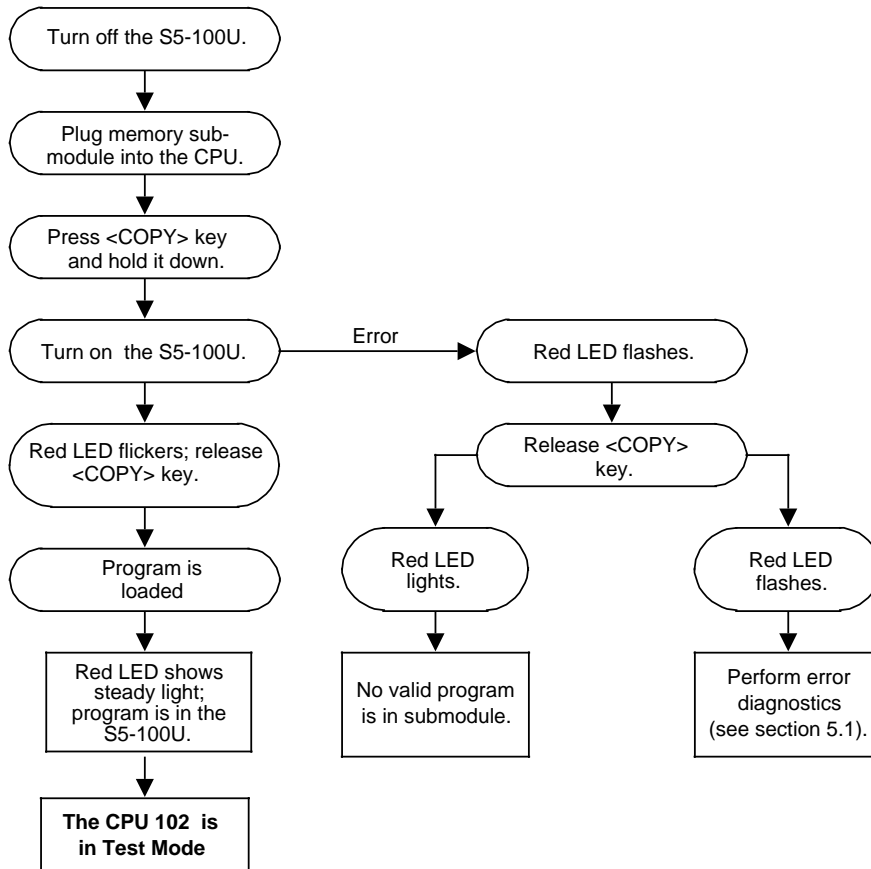 Turn off the S5-100U.
Plug memory sub-
module into the CPU.
Press <COPY> key
and hold it down.
Turn on the S5-100U.
Error
Red LED flashes.
Red LED flickers; release
<COPY> key.
Release <COPY>
key.
Program is
loaded
Red LED
lights.
Red LED
flashes.
Red LED shows
steady light;
program is in the
S5-100U.
No valid program
is in submodule.
Perform error
diagnostics
(see section 5.1).
The CPU 102 is
in Test Mode